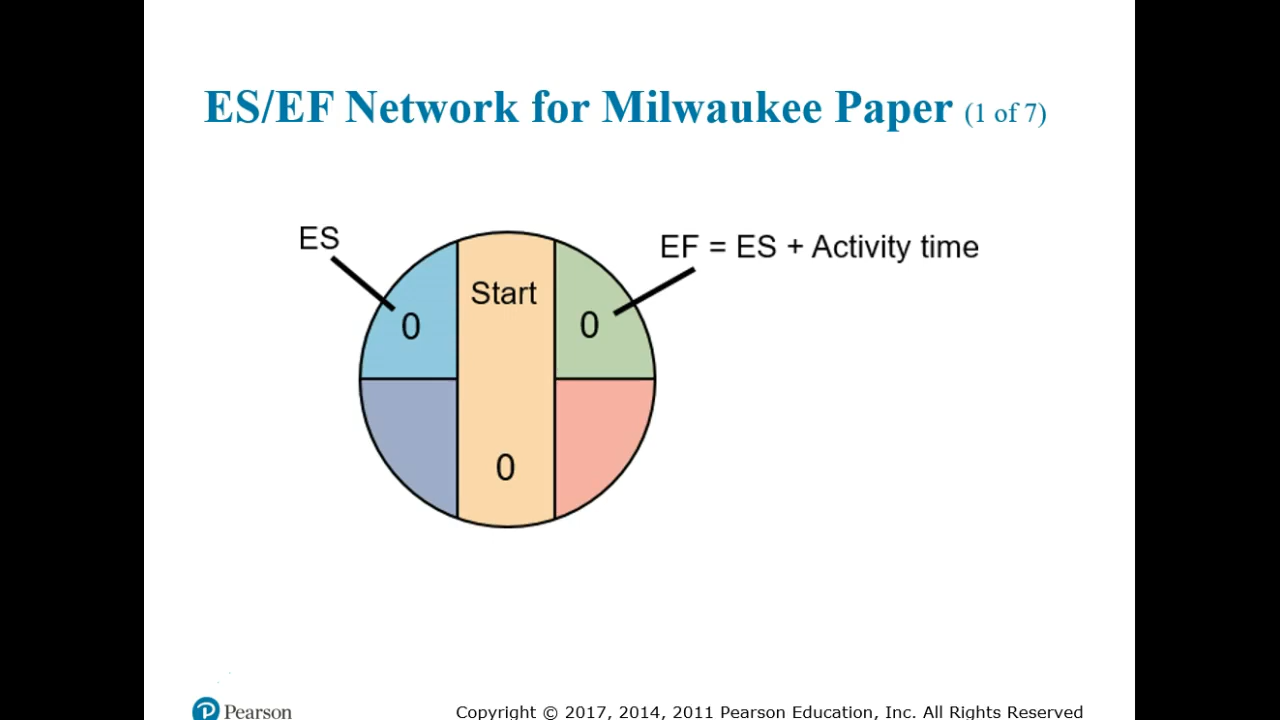 ES/EF Network for Milwaukee Paper (1 of 7)
ES
EF = ES + Activity time
Start
0
0
0
Pearson
Copyright © 2017, 2014, 2011 Pearson Education, Inc. All Rights Reserved